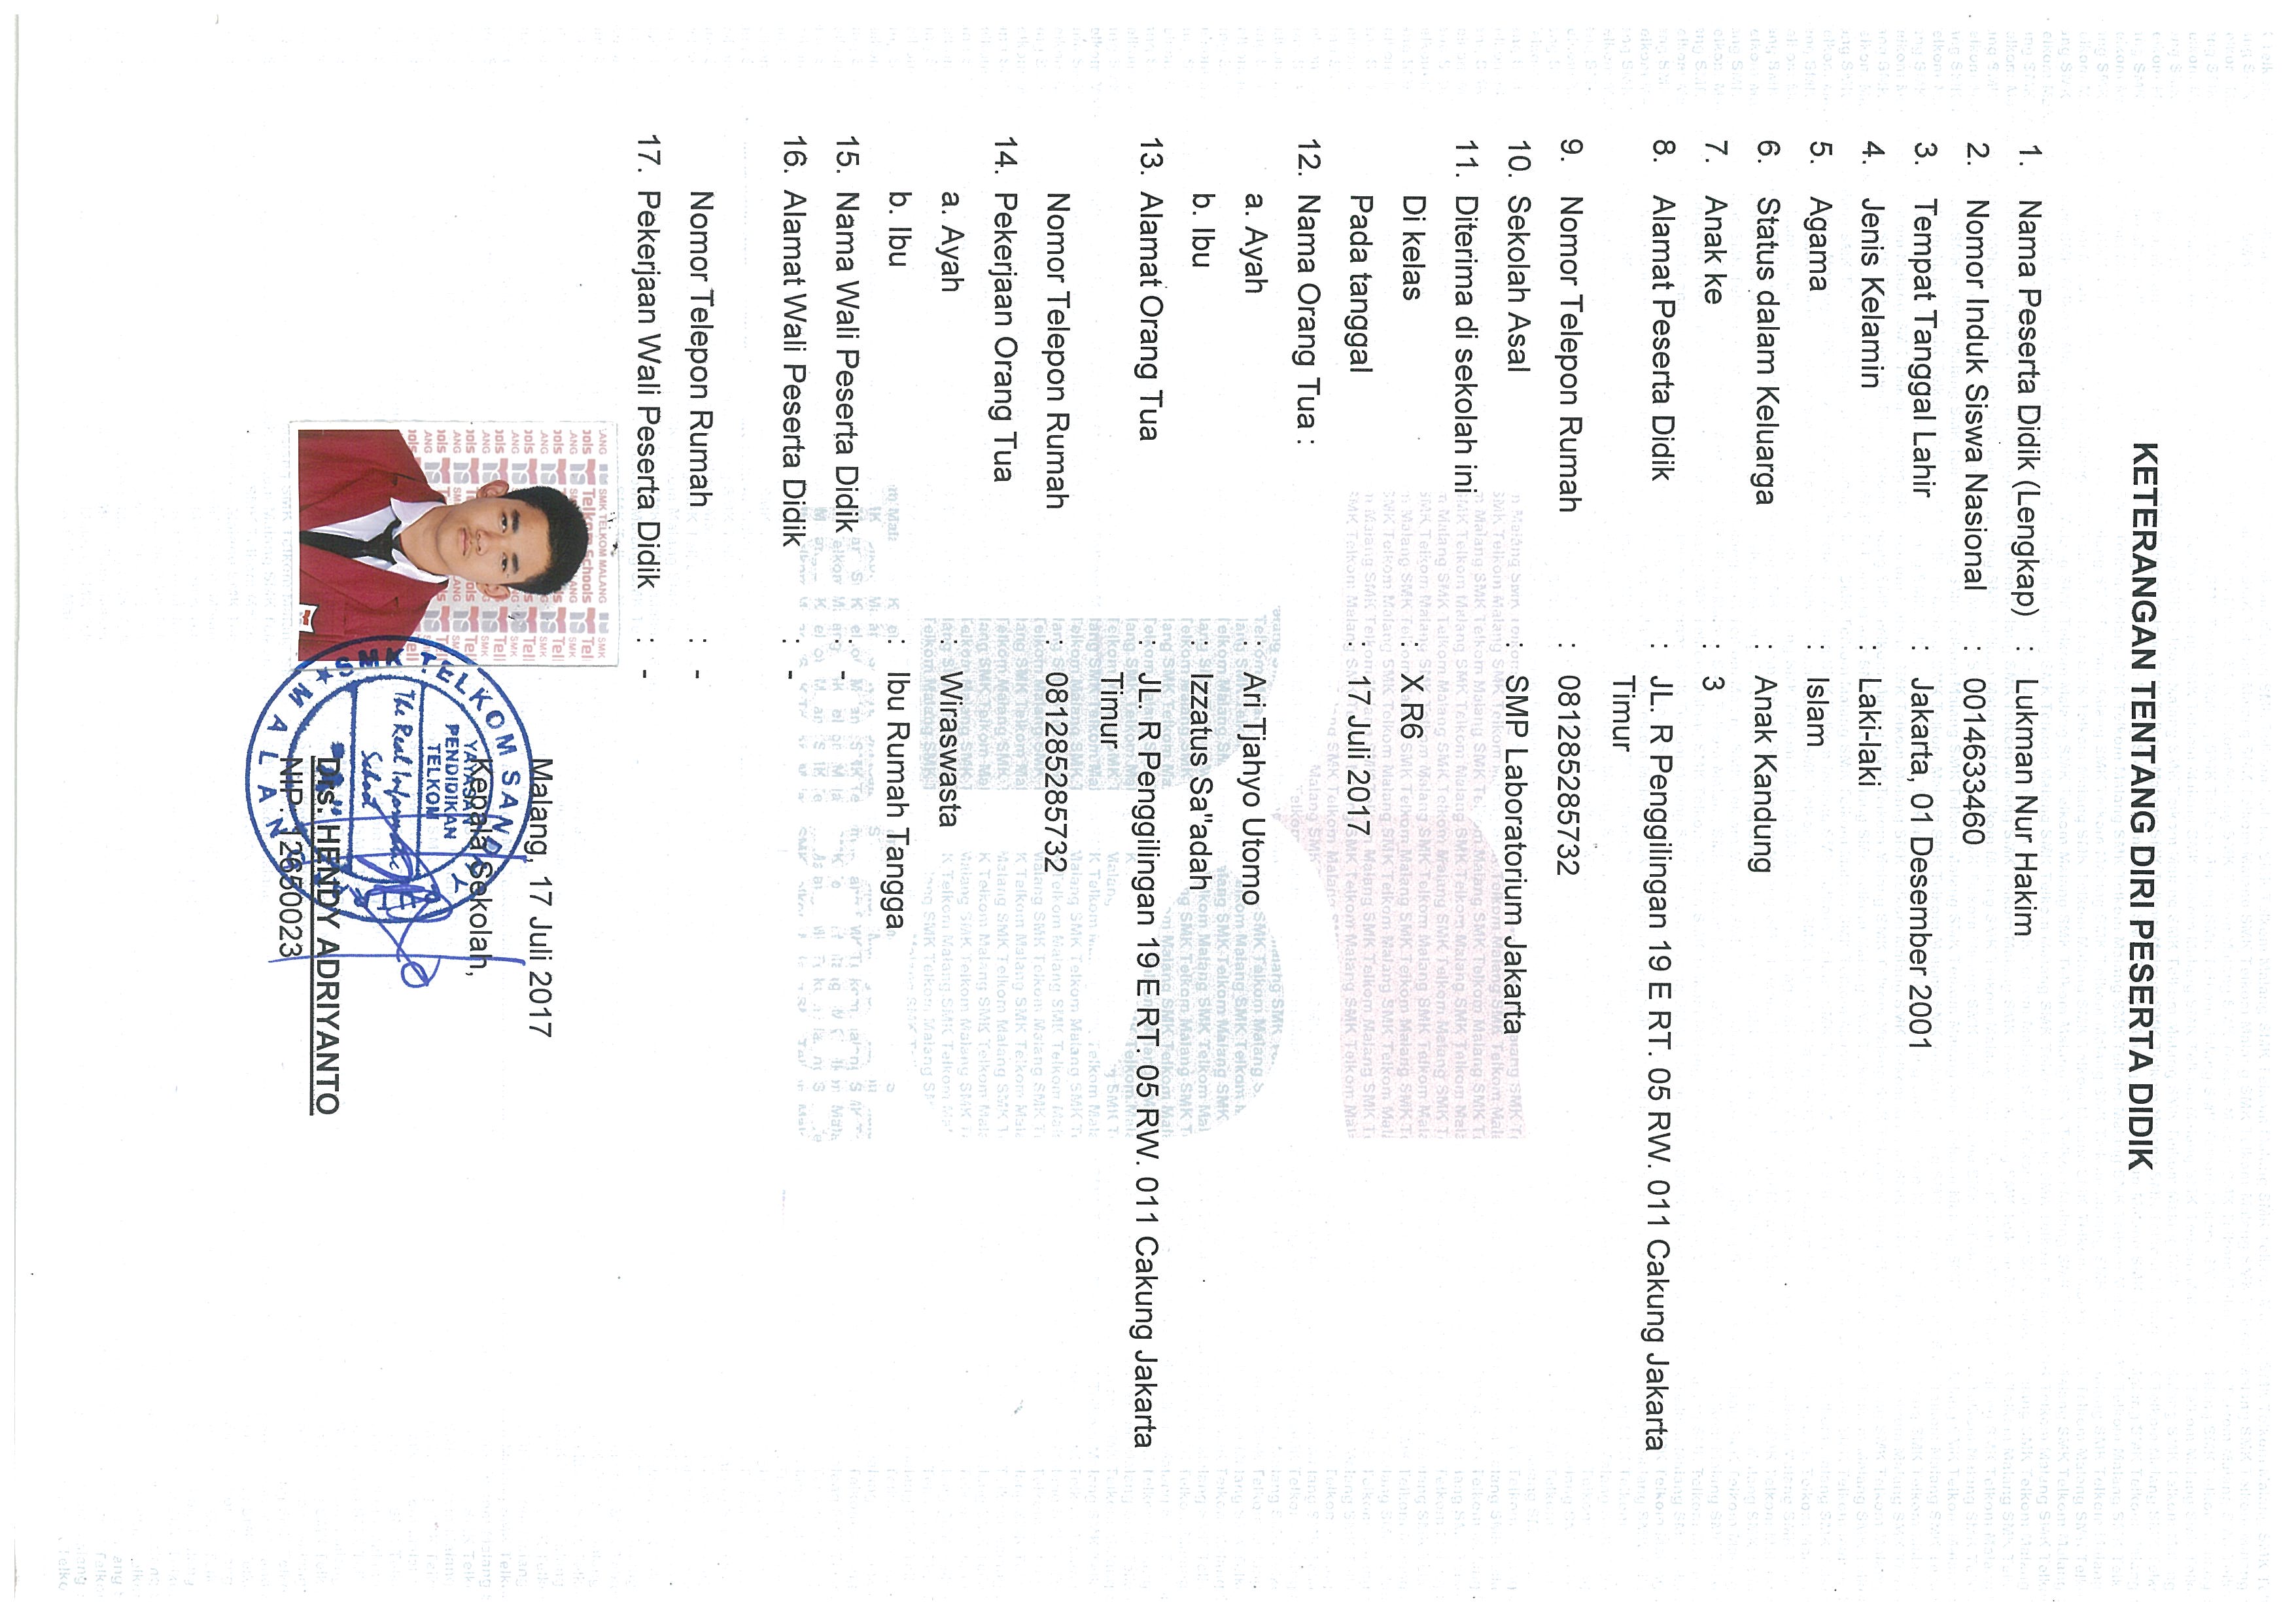 KETERANGAN TENTANG DIRI PESERTA DIDIK
1. Nama Peserta Didik (Lengkap) : Lukman Nur Hakim
2. Nomor Induk Siswa Nasional : 0014633460
3. Tempat Tanggal Lahir : Jakarta, 01 Desember 2001
4. Jenis Kelamin : Laki-laki
5. Agama : Islam
6. Status dalam Keluarga : Anak Kandung
7. Anak ke : 3
8. Alamat Peserta Didik : JL. R Penggilingan 19 E RT. 05 RW. 011 Cakung Jakarta
Timur
9. Nomor Telepon Rumah : 081285285732
10. Sekolah Asal : SMP Laboratorium Jakarta
11. Diterima di sekolah ini
Di kelas : X R6
Pada tanggal : 17 Juli 2017
12. Nama Orang Tua :
a. Ayah : Ari Tjahyo Utomo
b. Ibu : Izzatus Sa"adah
13. Alamat Orang Tua : JL. R Penggilingan 19 E RT. 05 RW. 011 Cakung Jakarta
Timur
Nomor Telepon Rumah : 081285285732
14. Pekerjaan Orang Tua
a. Ayah : Wiraswasta
b. Ibu : Ibu Rumah Tangga
15. Nama Wali Peserta Didik : -
16. Alamat Wali Peserta Didik : -
Nomor Telepon Rumah : -
17. Pekerjaan Wali Peserta Didik : -
SMK TELKOM MALANG
Telkom Schools
Malang, 17 Juli 2017
Kepala Sekolah,
SMK TELKOM SANDHY PUTRA
YAYASAN
PENDIDIKAN
TELKOM
The Real Informatic
School
MALANG
Drs. HENDY ADRIYANTO
NIP. 12650023